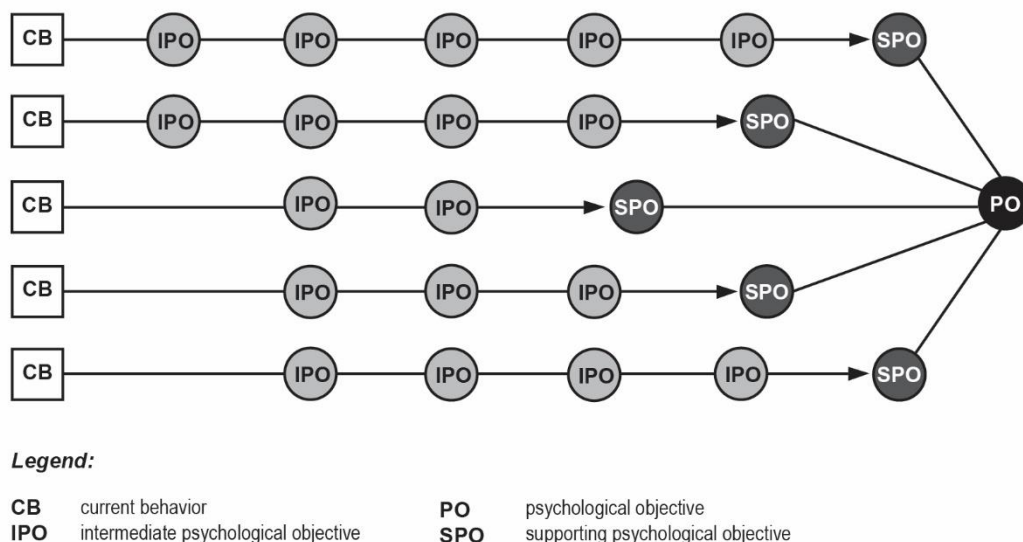 CB IPO IPO IPO IPO IPO SPO
CB IPO IPO IPO IPO SPO
CB IPO IPO SPO PO
CB IPO IPO IPO SPO
CB IPO IPO IPO IPO SPO
Legend:
CB current behavior PO psychological objective
IPO intermediate psychological objective SPO supporting psychological objective